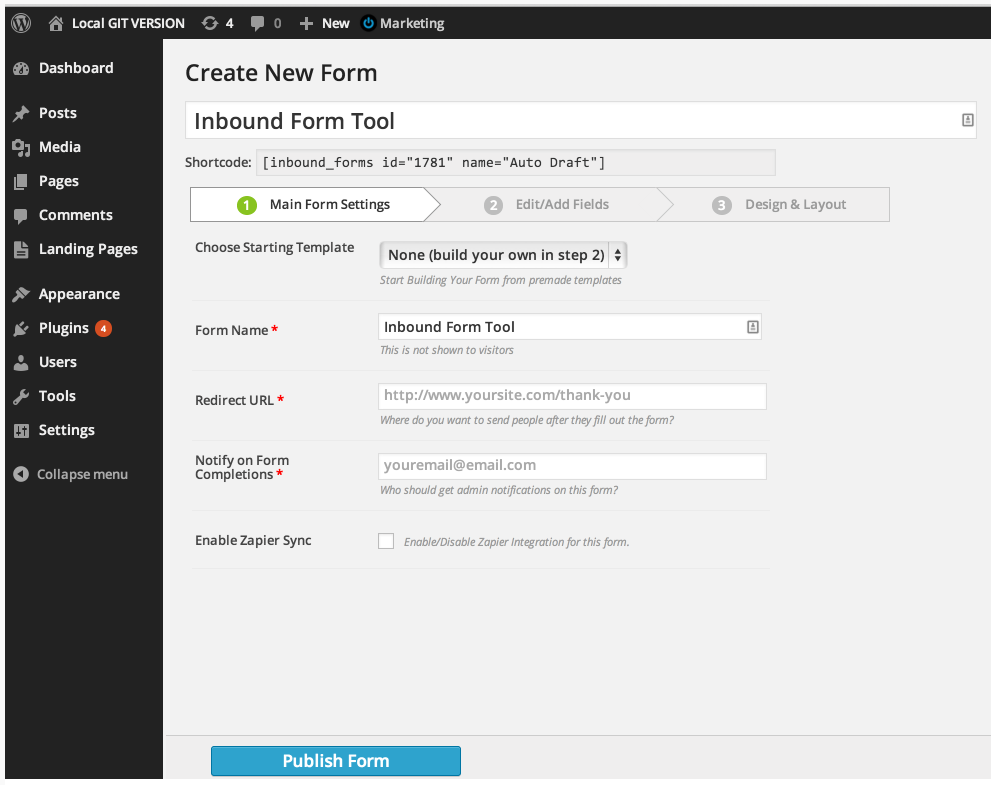 Local GIT VERSION 4 0 New Marketing
Dashboard
Posts
Media
Pages
Comments
Landing Pages
Appearance
Plugins 4
Users
Tools
Settings
Collapse menu
Create New Form
Inbound Form Tool
Shortcode: [inbound_forms id="1781" name="Auto Draft"]
1 Main Form Settings 2 Edit/Add Fields 3 Design & Layout
Choose Starting Template None (build your own in step 2)
Start Building Your Form from premade templates
Form Name * Inbound Form Tool
This is not shown to visitors
Redirect URL * http://www.yoursite.com/thank-you
Where do you want to send people after they fill out the form?
Notify on Form
Completions * youremail@email.com
Who should get admin notifications on this form?
Enable Zapier Sync Enable/Disable Zapier Integration for this form.
Publish Form